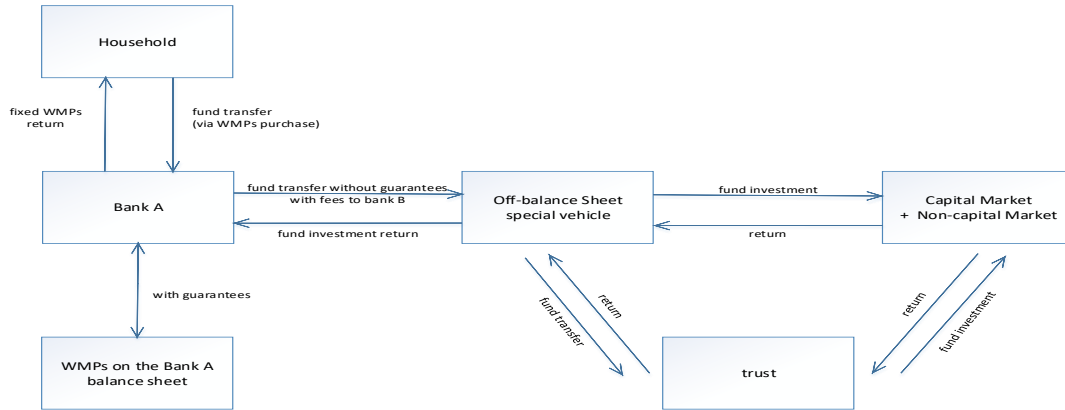 Household
fixed WMPs
return
fund transfer
(via WMPs purchase)
Bank A
fund transfer without guarantees
with fees to bank B
fund investment return
Off-balance Sheet
special vehicle
fund investment
return
Capital Market
+ Non-capital Market
with guarantees
fund transfer
return
return
fund investment
WMPs on the Bank A
balance sheet
trust